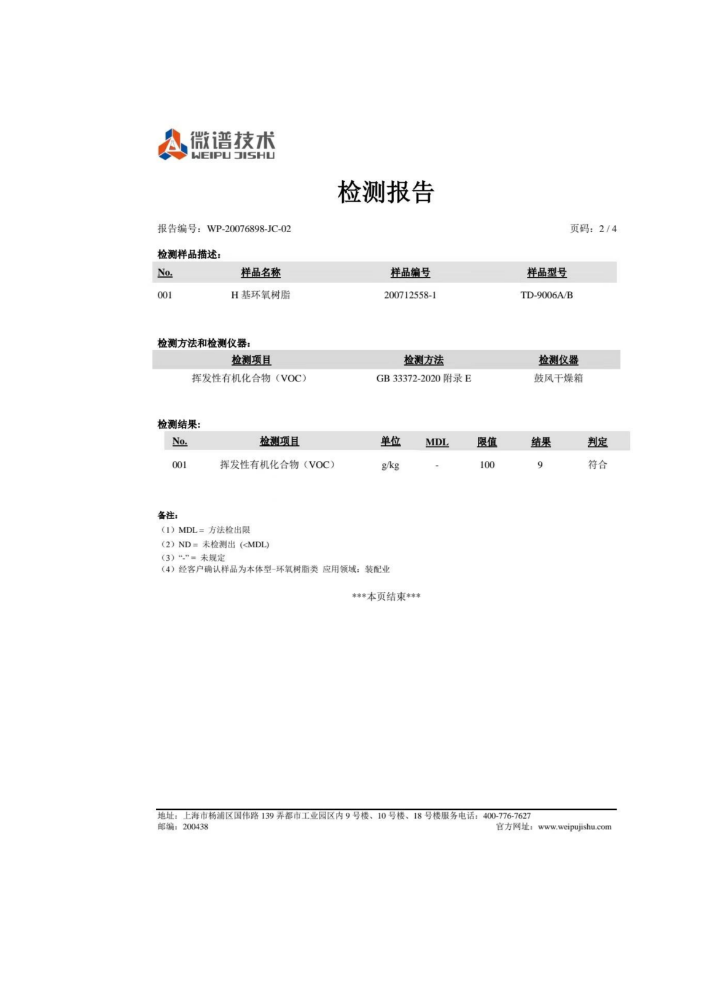 微谱技术
WEIPU JISHU
检测报告
报告编号：WP-20076898-JC-02 页码：2 / 4
检测样品描述：
No. 样品名称 样品编号 样品型号
001 H 基环氧树脂 200712558-1 TD-9006A/B
检测方法和检测仪器：
检测项目 检测方法 检测仪器
挥发性有机化合物（VOC） GB 33372-2020 附录 E 鼓风干燥箱
检测结果:
No. 检测项目 单位 MDL 限值 结果 判定
001 挥发性有机化合物（VOC） g/kg - 100 9 符合
备注：
（1）MDL = 方法检出限
（2）ND = 未检测出 (<MDL)
（3）“-” = 未规定
（4）经客户确认样品为本体型-环氧树脂类 应用领域：装配业
***本页结束***
地址：上海市杨浦区国伟路 139 弄都市工业园区内 9 号楼、10 号楼、18 号楼服务电话：400-776-7627
邮编：200438 官方网址：www.weipujishu.com